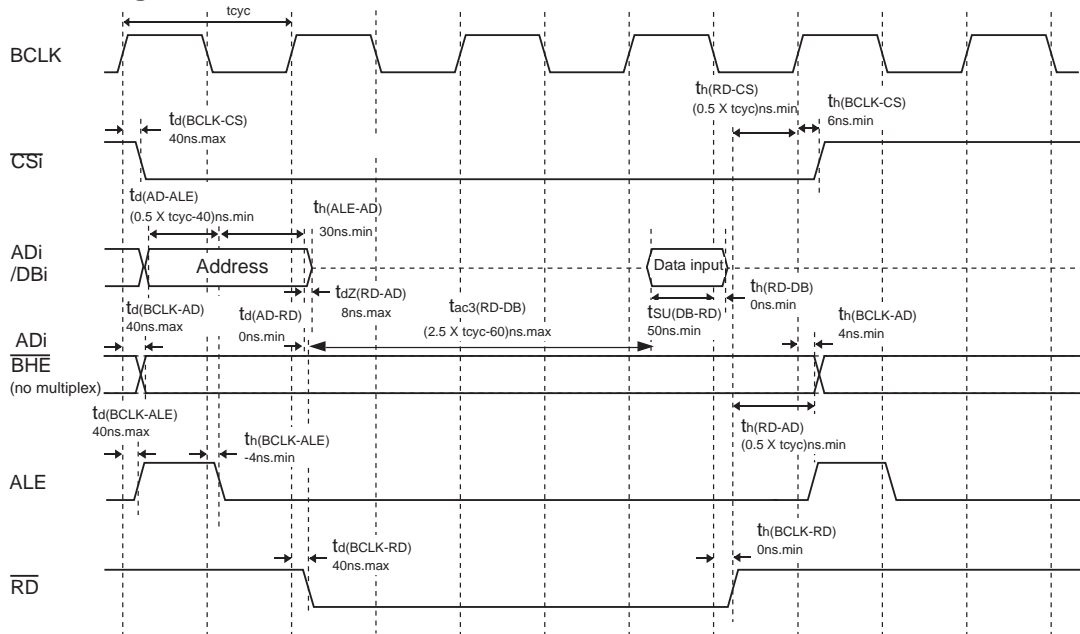 tcyc
BCLK
th(RD-CS)
(0.5 X tcyc)ns.min
th(BCLK-CS)
6ns.min
td(BCLK-CS)
40ns.max
CSi
td(AD-ALE)
(0.5 X tcyc-40)ns.min
th(ALE-AD)
30ns.min
ADi
/DBi
Address
Data input
tdZ(RD-AD)
8ns.max
th(RD-DB)
0ns.min
td(BCLK-AD)
40ns.max
td(AD-RD)
0ns.min
tac3(RD-DB)
(2.5 X tcyc-60)ns.max
tSU(DB-RD)
50ns.min
th(BCLK-AD)
4ns.min
ADi
BHE
(no multiplex)
td(BCLK-ALE)
40ns.max
th(BCLK-ALE)
-4ns.min
th(RD-AD)
(0.5 X tcyc)ns.min
ALE
td(BCLK-RD)
40ns.max
th(BCLK-RD)
0ns.min
RD